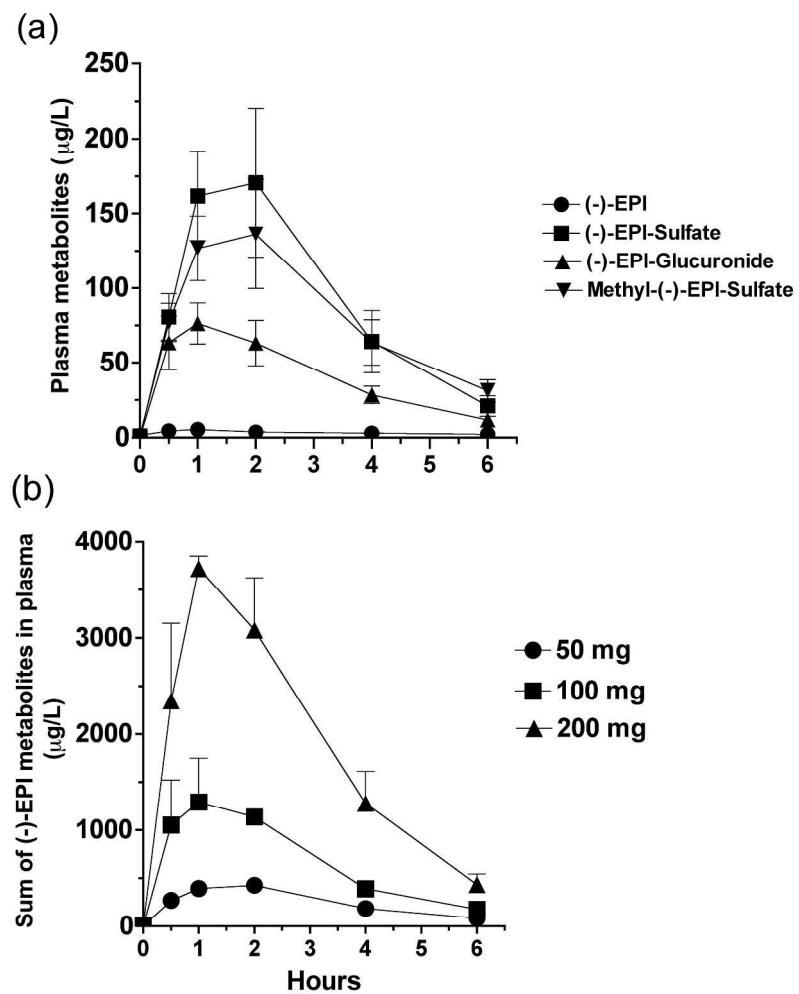 (a)
Plasma metabolites (μg/L)
250
200
150
100
50
0
0 1 2 3 4 5 6
(-)-EPI
(-)-EPI-Sulfate
(-)-EPI-Glucuronide
Methyl-(-)-EPI-Sulfate
(b)
Sum of (-)-EPI metabolites in plasma
(μg/L)
4000
3000
2000
1000
0
0 1 2 3 4 5 6
Hours
50 mg
100 mg
200 mg